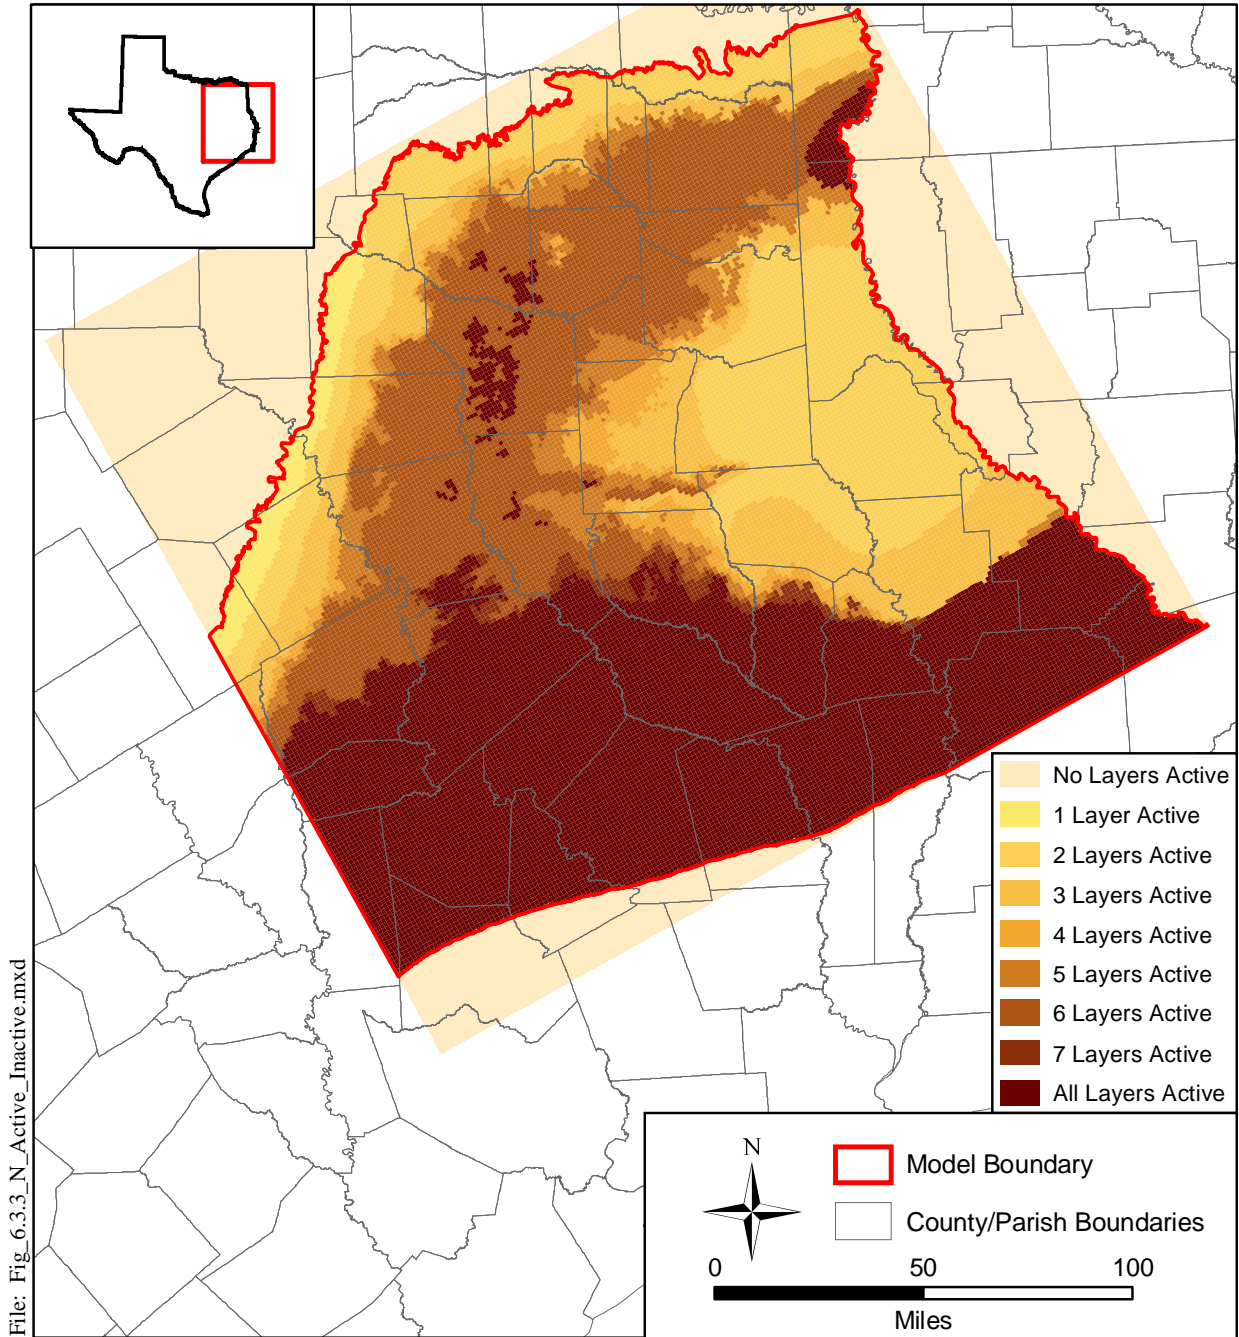 No Layers Active
1 Layer Active
2 Layers Active
3 Layers Active
4 Layers Active
5 Layers Active
6 Layers Active
7 Layers Active
All Layers Active
N
Model Boundary
County/Parish Boundaries
0 50 100
Miles
File: Fig_6.3.3_N_Active_Inactive.mxd